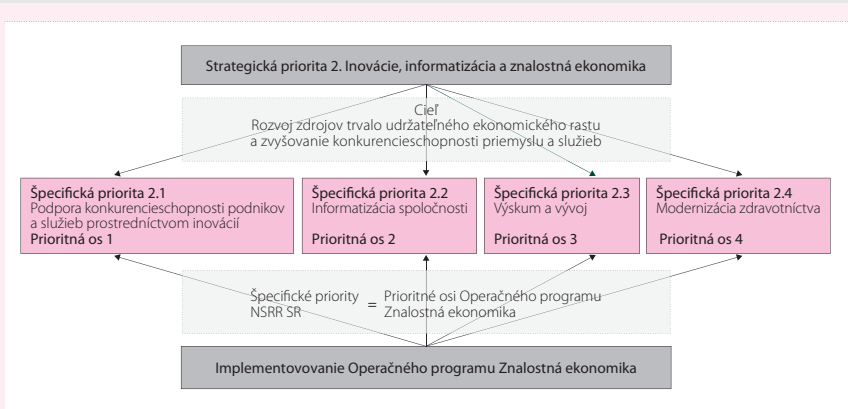 Strategická priorita 2. Inovácie, informatizácia a znalostná ekonomika
Cieľ
Rozvoj zdrojov trvalo udržateľného ekonomického rastu
a zvyšovanie konkurencieschopnosti priemyslu a služieb
Špecifická priorita 2.1
Podpora konkurencieschopnosti podnikov
a služieb prostredníctvom inovácií
Prioritná os 1
Špecifická priorita 2.2
Informatizácia spoločnosti
Prioritná os 2
Špecifická priorita 2.3
Výskum a vývoj
Prioritná os 3
Špecifická priorita 2.4
Modernizácia zdravotníctva
Prioritná os 4
Špecifické priority
NSRR SR
=
Prioritné osi Operačného programu
Znalostná ekonomika
Implementovovanie Operačného programu Znalostná ekonomika